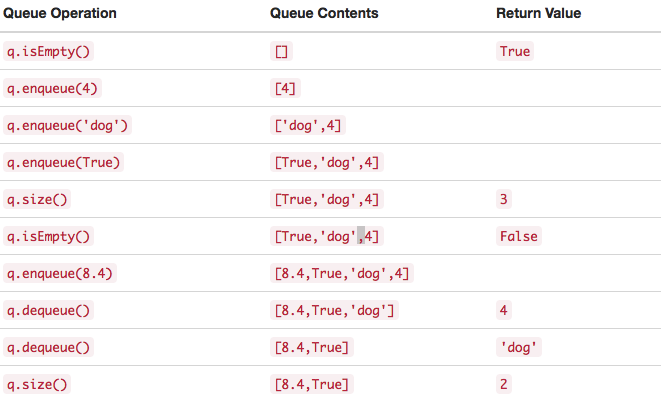 Queue Operation Queue Contents Return Value
q.isEmpty() [] True
q.enqueue(4) [4]
q.enqueue('dog') ['dog',4]
q.enqueue(True) [True,'dog',4]
q.size() [True,'dog',4] 3
q.isEmpty() [True,'dog',4] False
q.enqueue(8.4) [8.4,True,'dog',4]
q.dequeue() [8.4,True,'dog'] 4
q.dequeue() [8.4,True] 'dog'
q.size() [8.4,True] 2